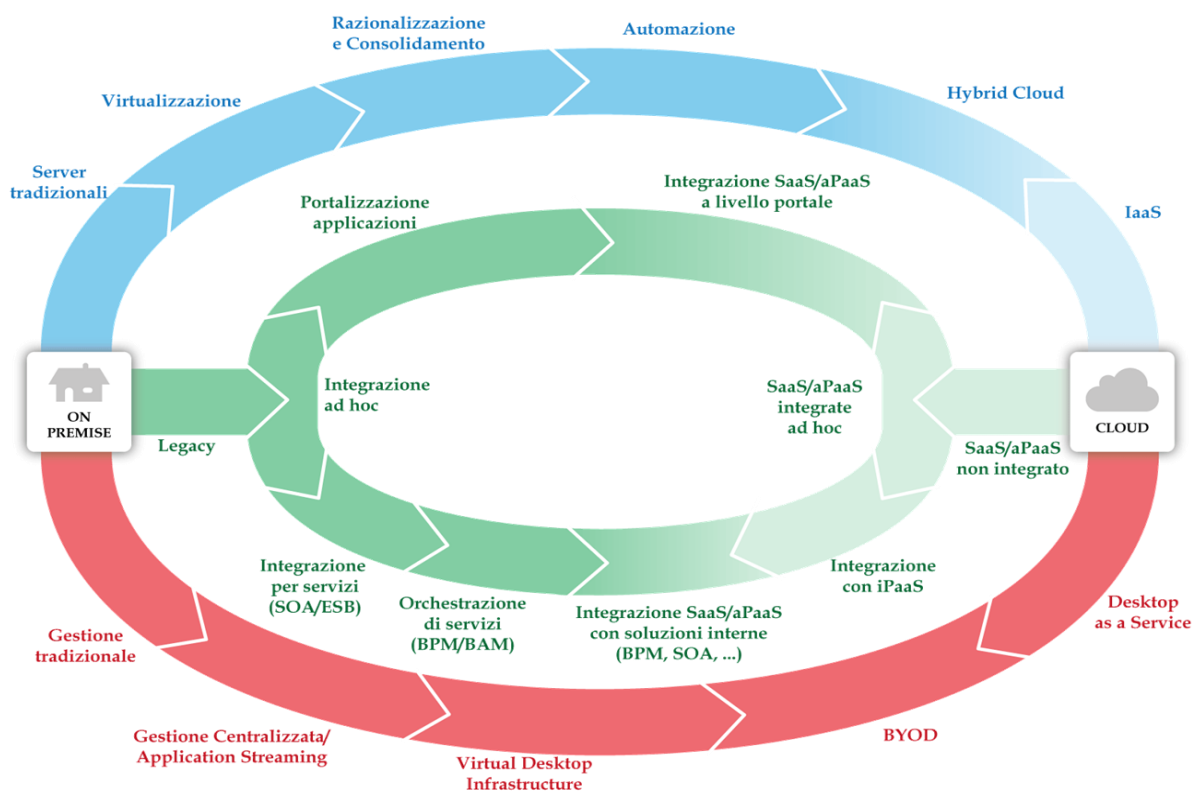 Razionalizzazione
e Consolidamento
Automazione
Virtualizzazione
Hybrid Cloud
Server
tradizionali
Portalizzazione
applicazioni
Integrazione SaaS/aPaaS
a livello portale
IaaS
ON
PREMISE
Legacy
Integrazione
ad hoc
SaaS/aPaaS
integrate
ad hoc
CLOUD
SaaS/aPaaS
non integrato
Integrazione
per servizi
(SOA/ESB)
Orchestrazione
di servizi
(BPM/BAM)
Integrazione SaaS/aPaaS
con soluzioni interne
(BPM, SOA, ...)
Integrazione
con iPaaS
Gestione
tradizionale
Desktop
as a Service
Gestione Centralizzata/
Application Streaming
Virtual Desktop
Infrastructure
BYOD